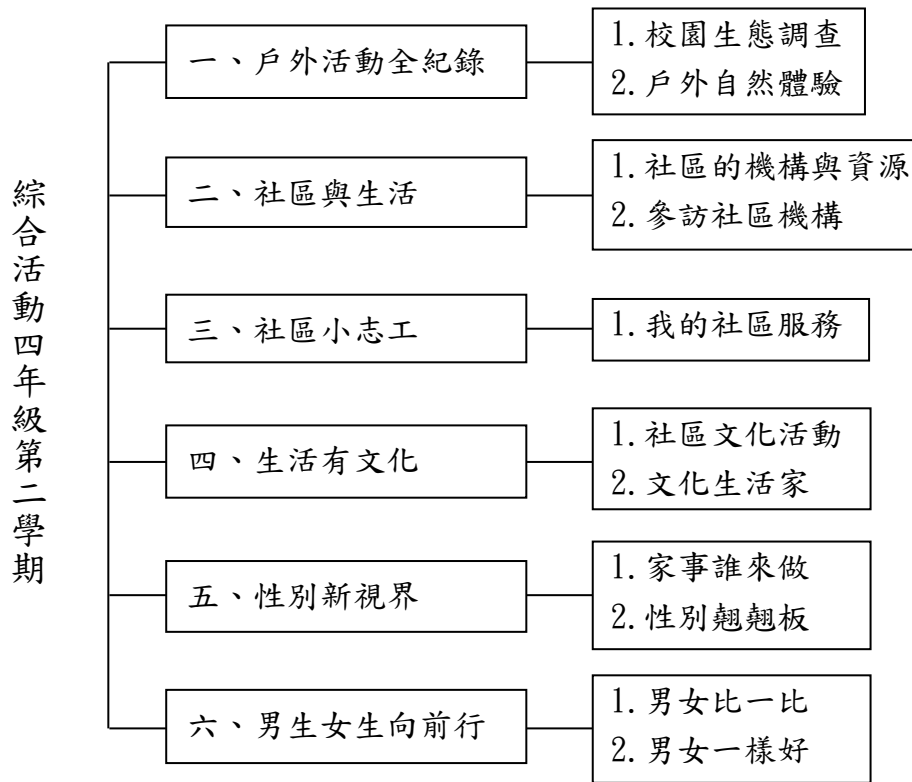 綜合活動四年級第二學期
一、戶外活動全紀錄
1.校園生態調查
2.戶外自然體驗
二、社區與生活
1.社區的機構與資源
2.參訪社區機構
三、社區小志工
1.我的社區服務
四、生活有文化
1.社區文化活動
2.文化生活家
五、性別新視界
1.家事誰來做
2.性別翹翹板
六、男生女生向前行
1.男女比一比
2.男女一樣好